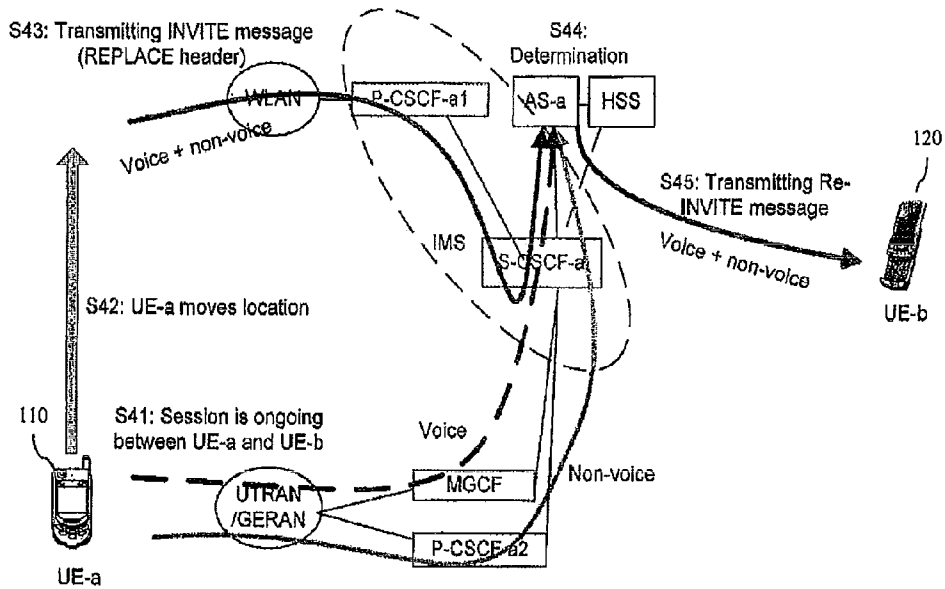 S43: Transmitting INVITE message
(REPLACE header)
S44:
Determination
WLAN
P-CSCF-a1
AS-a
HSS
Voice + non-voice
120
S45: Transmitting Re-
INVITE message
Voice + non-voice
IMS
S-CSCF-a
UE-b
S42: UE-a moves location
110
S41: Session is ongoing
between UE-a and UE-b
Voice
Non-voice
MGCF
UTRAN
/GERAN
P-CSCF-a2
UE-a